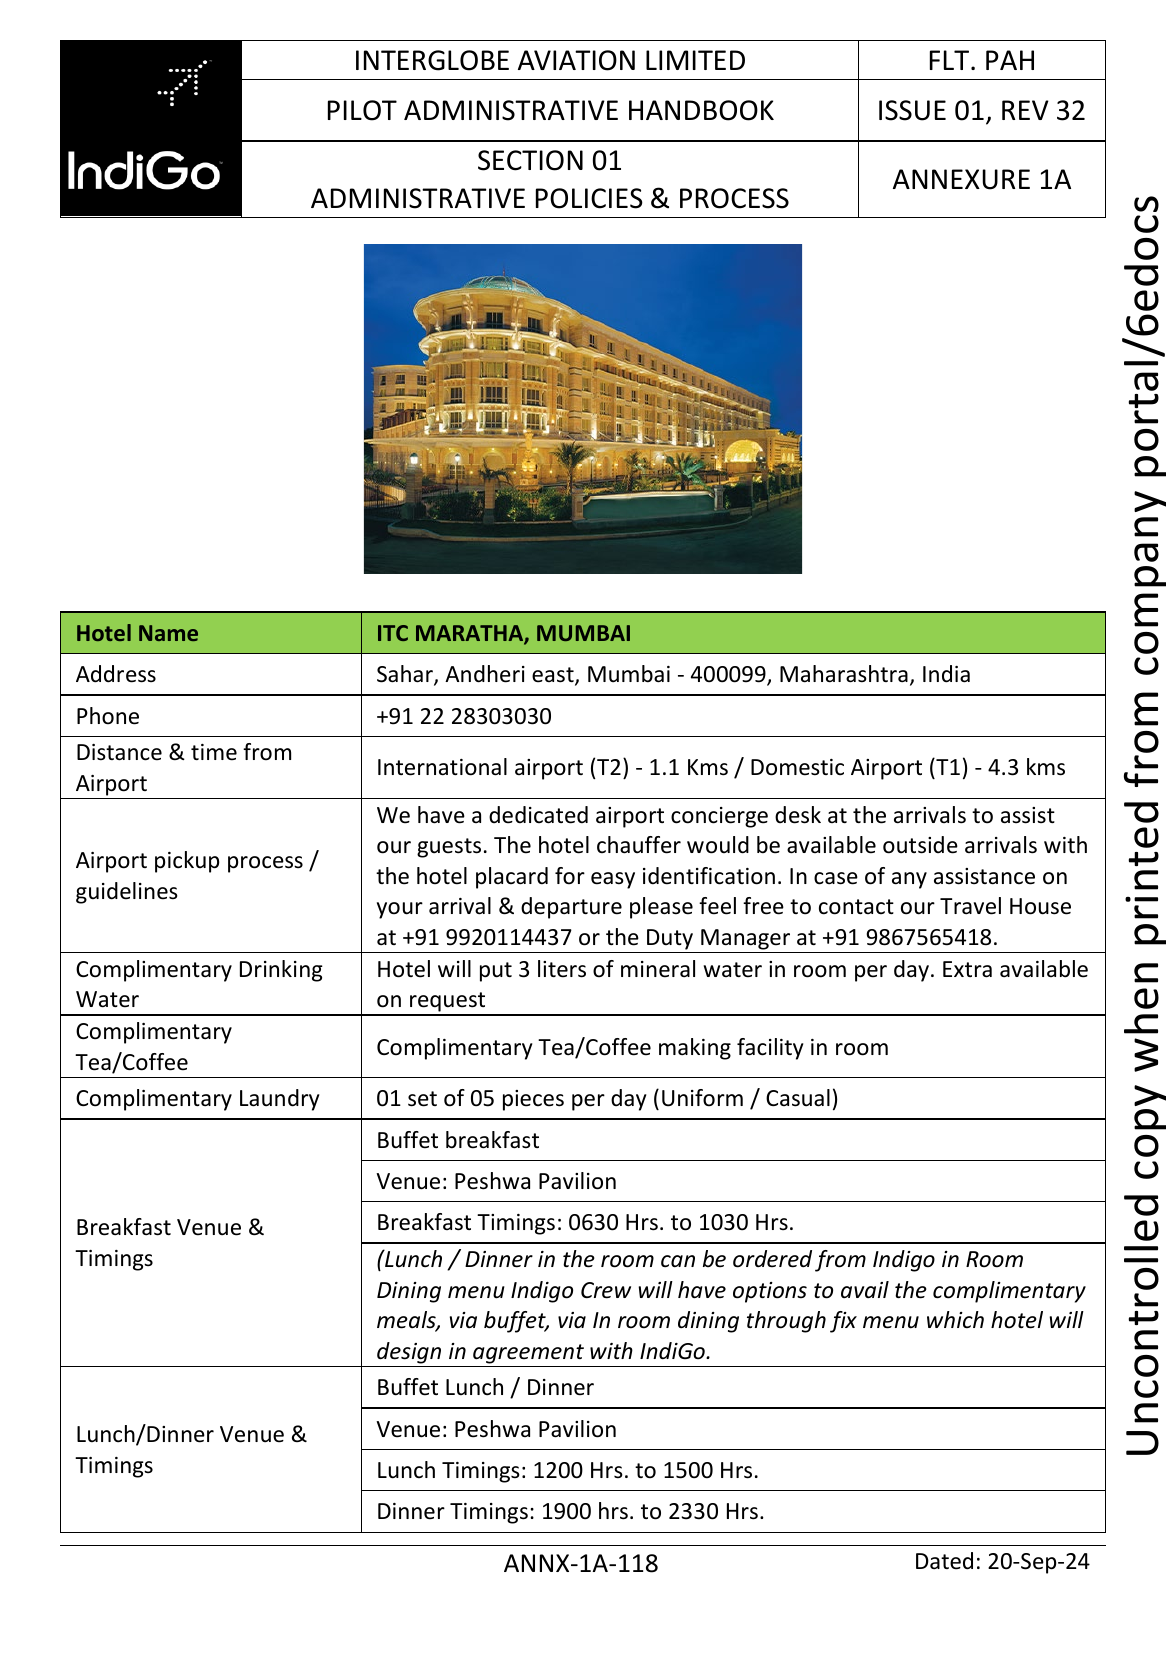 IndiGo
INTERGLOBE AVIATION LIMITED
FLT. PAH
PILOT ADMINISTRATIVE HANDBOOK
ISSUE 01, REV 32
SECTION 01
ADMINISTRATIVE POLICIES & PROCESS
ANNEXURE 1A
Hotel Name
ITC MARATHA, MUMBAI
Address
Sahar, Andheri east, Mumbai - 400099, Maharashtra, India
Phone
+91 22 28303030
Distance & time from
Airport
International airport (T2) - 1.1 Kms / Domestic Airport (T1) - 4.3 kms
Airport pickup process /
guidelines
We have a dedicated airport concierge desk at the arrivals to assist
our guests. The hotel chauffer would be available outside arrivals with
the hotel placard for easy identification. In case of any assistance on
your arrival & departure please feel free to contact our Travel House
at +91 9920114437 or the Duty Manager at +91 9867565418.
Complimentary Drinking
Water
Hotel will put 3 liters of mineral water in room per day. Extra available
on request
Complimentary
Tea/Coffee
Complimentary Tea/Coffee making facility in room
Complimentary Laundry
01 set of 05 pieces per day (Uniform / Casual)
Breakfast Venue &
Timings
Buffet breakfast
Venue: Peshwa Pavilion
Breakfast Timings: 0630 Hrs. to 1030 Hrs.
(Lunch / Dinner in the room can be ordered from Indigo in Room
Dining menu Indigo Crew will have options to avail the complimentary
meals, via buffet, via In room dining through fix menu which hotel will
design in agreement with IndiGo.
Lunch/Dinner Venue &
Timings
Buffet Lunch / Dinner
Venue: Peshwa Pavilion
Lunch Timings: 1200 Hrs. to 1500 Hrs.
Dinner Timings: 1900 hrs. to 2330 Hrs.
ANNX-1A-118
Dated: 20-Sep-24
Uncontrolled copy when printed from company portal/6edocs